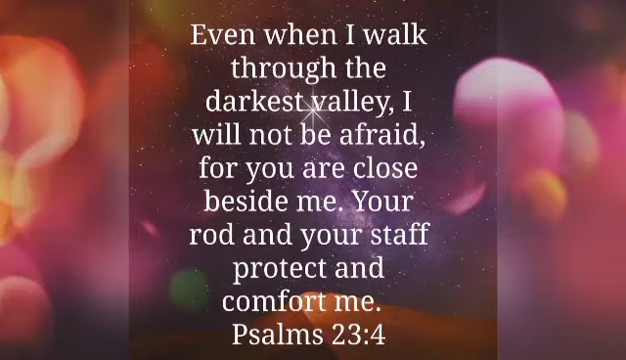 Even when I walk
through the
darkest valley, I
will not be afraid,
for you are close
beside me. Your
rod and your staff
protect and
comfort me.
Psalms 23:4